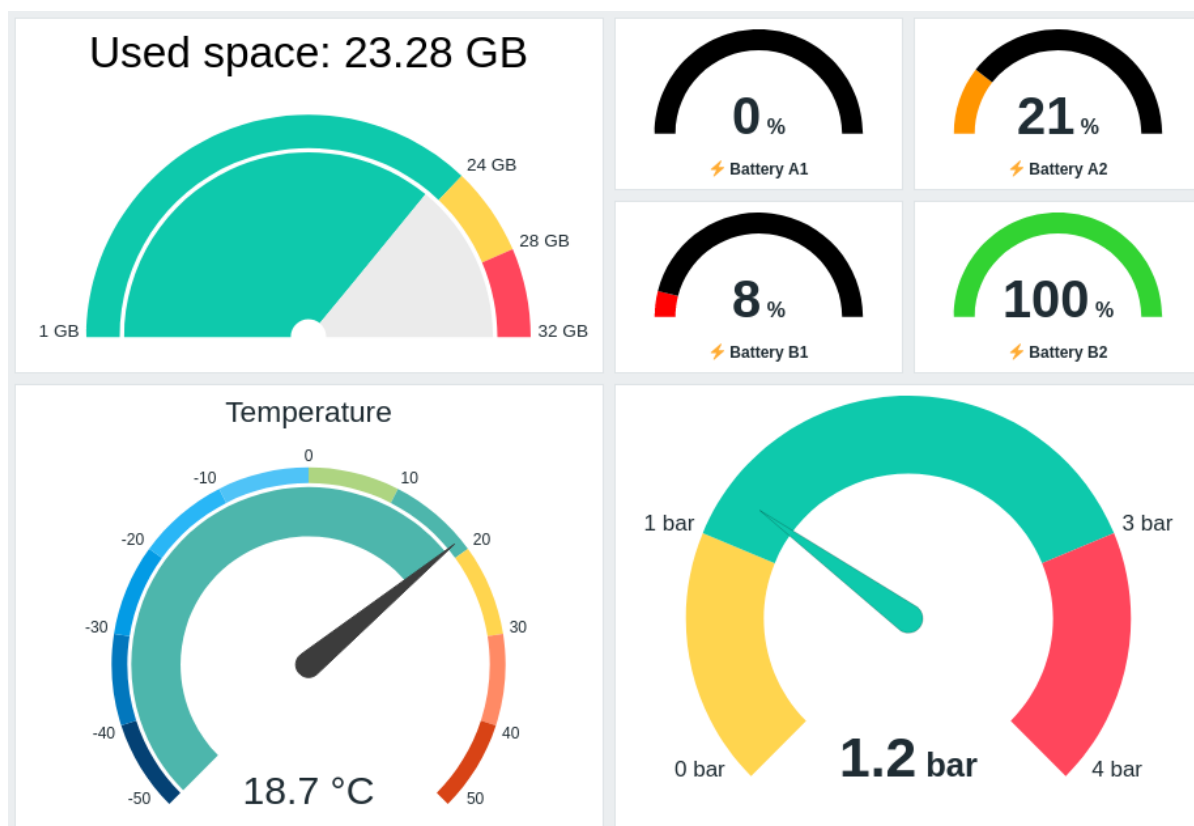 Used space: 23.28 GB
24 GB
28 GB
1 GB
32 GB
0 %
⚡ Battery A1
21 %
⚡ Battery A2
8 %
⚡ Battery B1
100 %
⚡ Battery B2
Temperature
0
-10
10
-20
20
-30
30
-40
40
-50
50
18.7 °C
1 bar
3 bar
0 bar
4 bar
1.2 bar